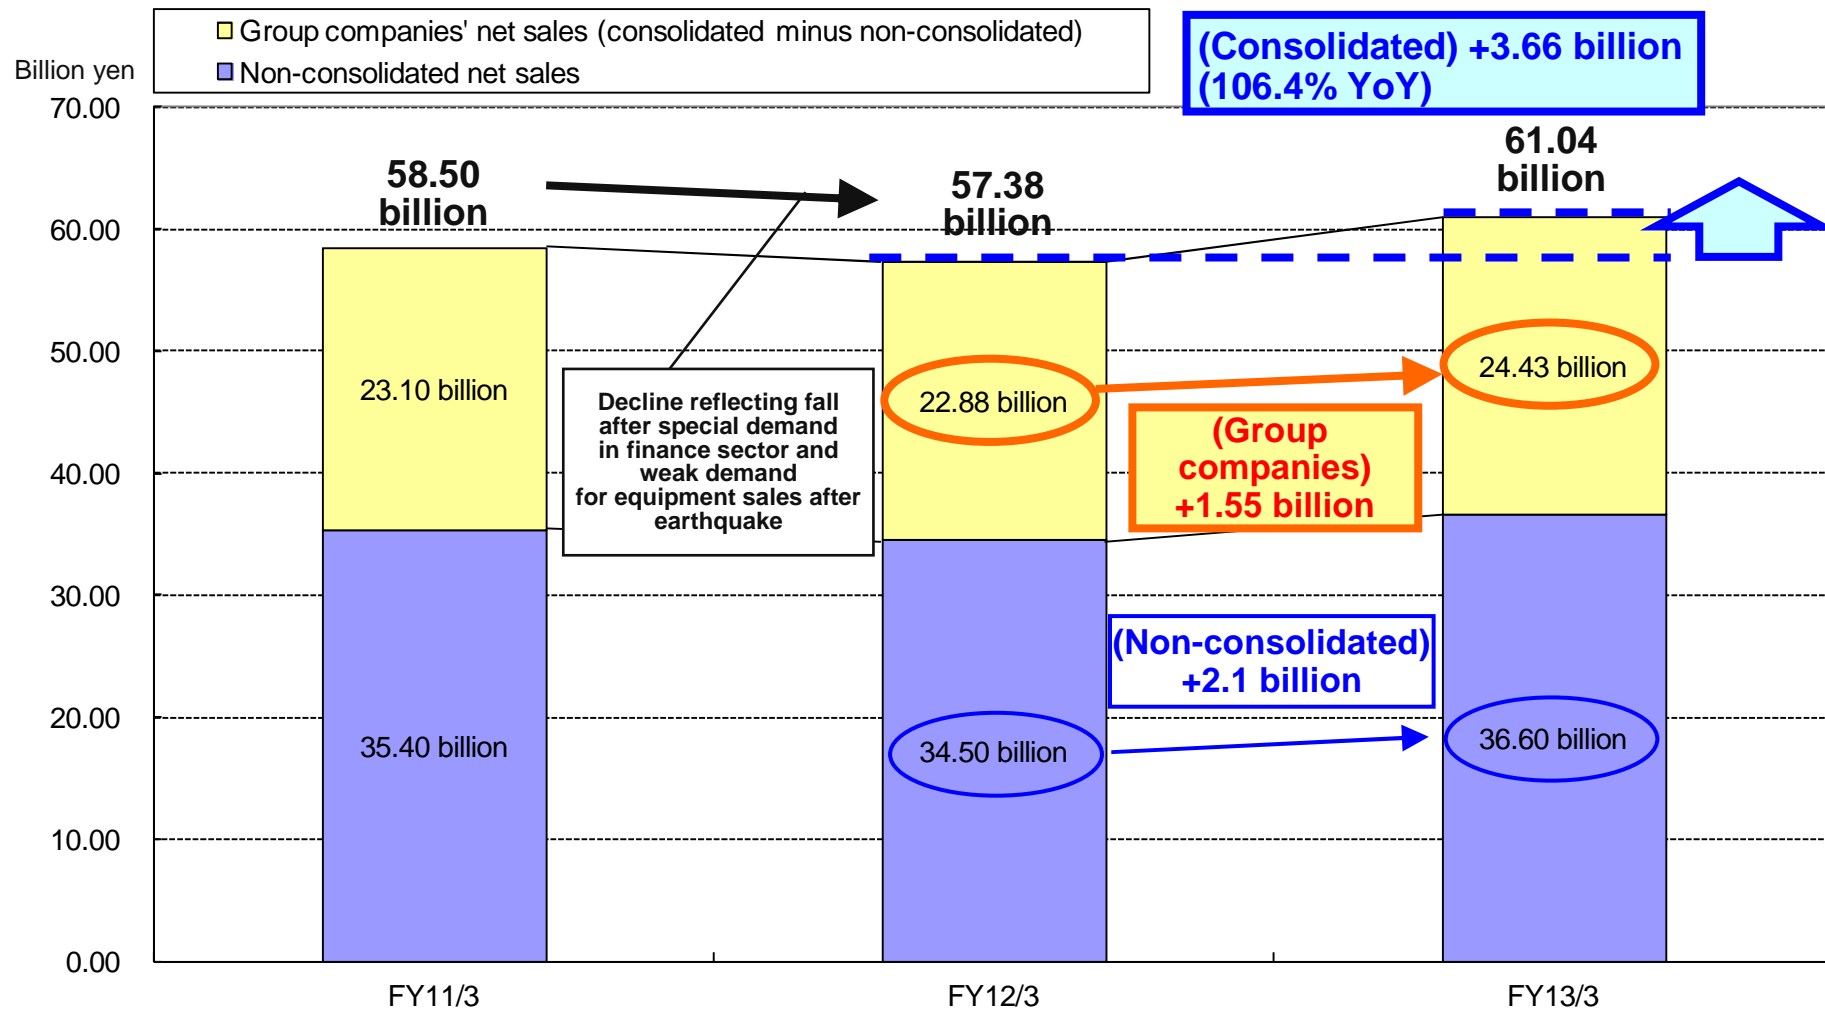 Group companies' net sales (consolidated minus non-consolidated)
Non-consolidated net sales
(Consolidated) +3.66 billion
(106.4% YoY)
Billion yen
70.00
60.00
50.00
40.00
30.00
20.00
10.00
0.00
58.50
billion
57.38
billion
61.04
billion
23.10 billion
22.88 billion
24.43 billion
Decline reflecting fall
after special demand
in finance sector and
weak demand
for equipment sales after
earthquake
(Group
companies)
+1.55 billion
(Non-consolidated)
+2.1 billion
35.40 billion
34.50 billion
36.60 billion
FY11/3
FY12/3
FY13/3